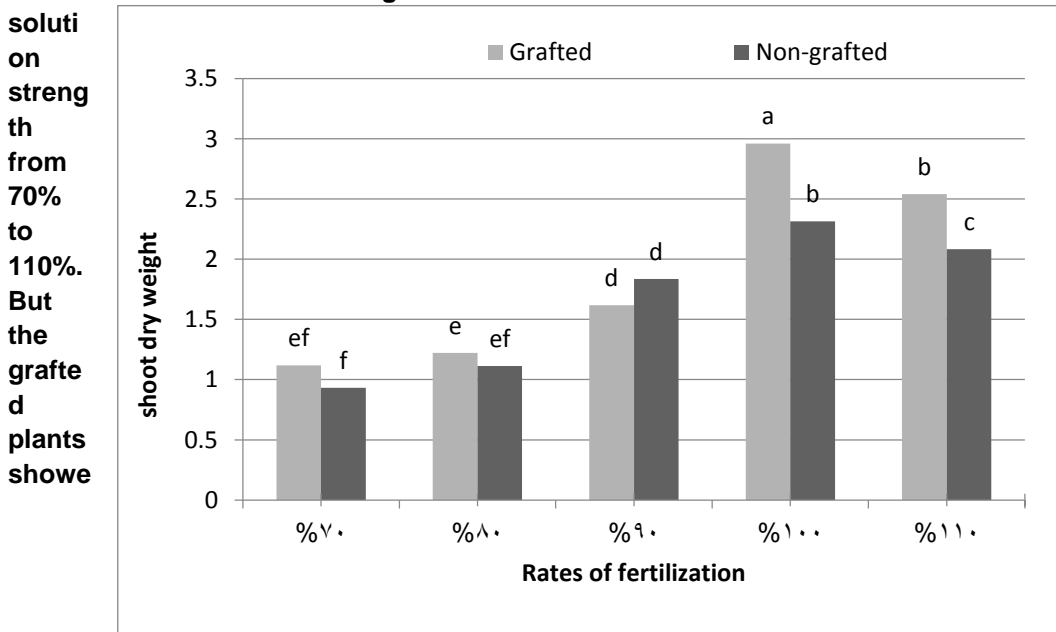 soluti
on
streng
th
from
70%
to
110%.
But
the
grafte
d
plants
showe
Grafted Non-grafted
3.5
3
2.5
2
1.5
1
0.5
0
shoot dry weight
ef f e ef d d a b b c
%٧٠ %٨٠ %٩٠ %١٠٠ %١١٠
Rates of fertilization